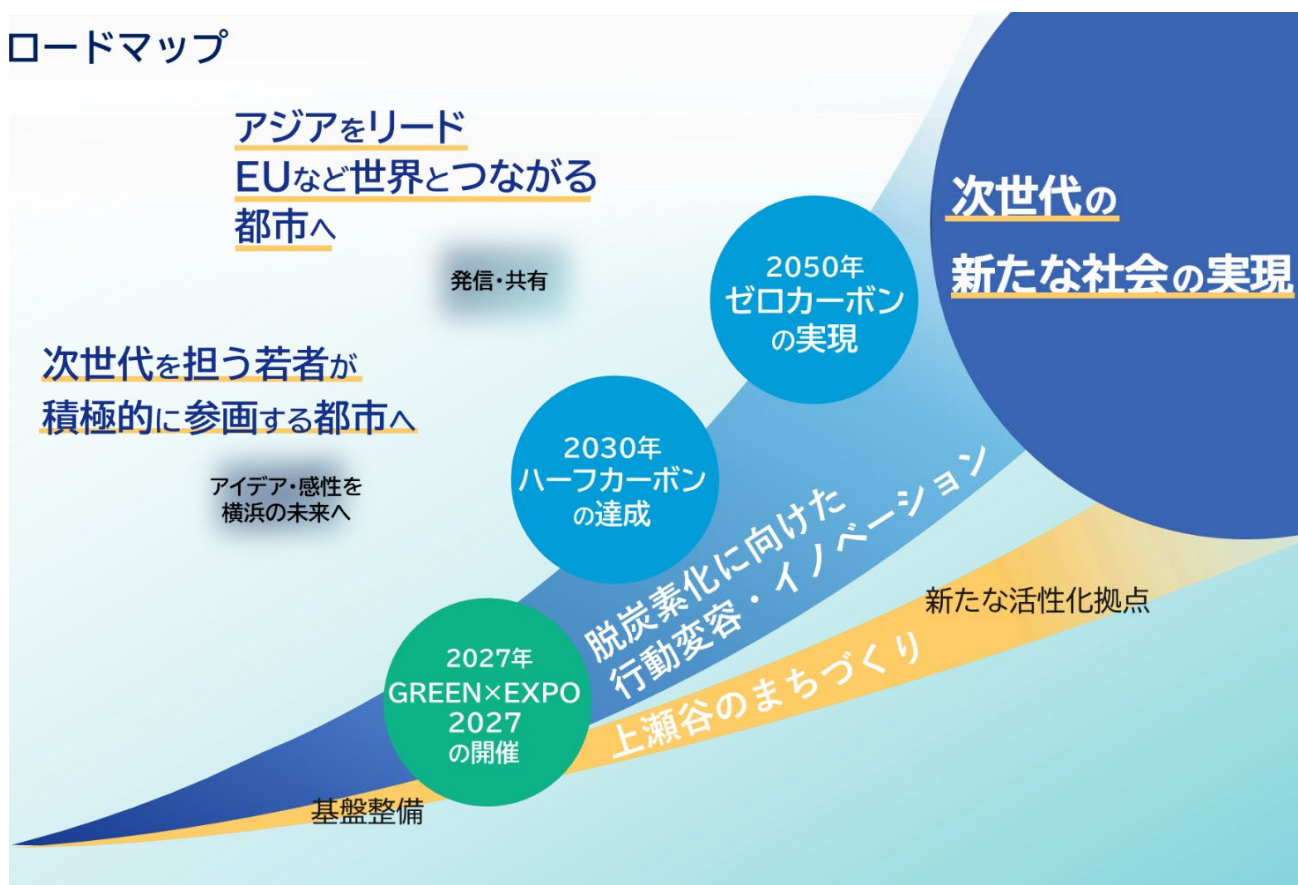 ロードマップ
アジアをリード
EUなど世界とつながる
都市へ
発信・共有
次世代を担う若者が
積極的に参画する都市へ
アイデア・感性を
横浜の未来へ
2050年
ゼロカーボン
の実現
次世代の
新たな社会の実現
2030年
ハーフカーボン
の達成
脱炭素化に向けた
行動変容・イノベーション
2027年
GREEN×EXPO
2027
の開催
新たな活性化拠点
上瀬谷のまちづくり
基盤整備